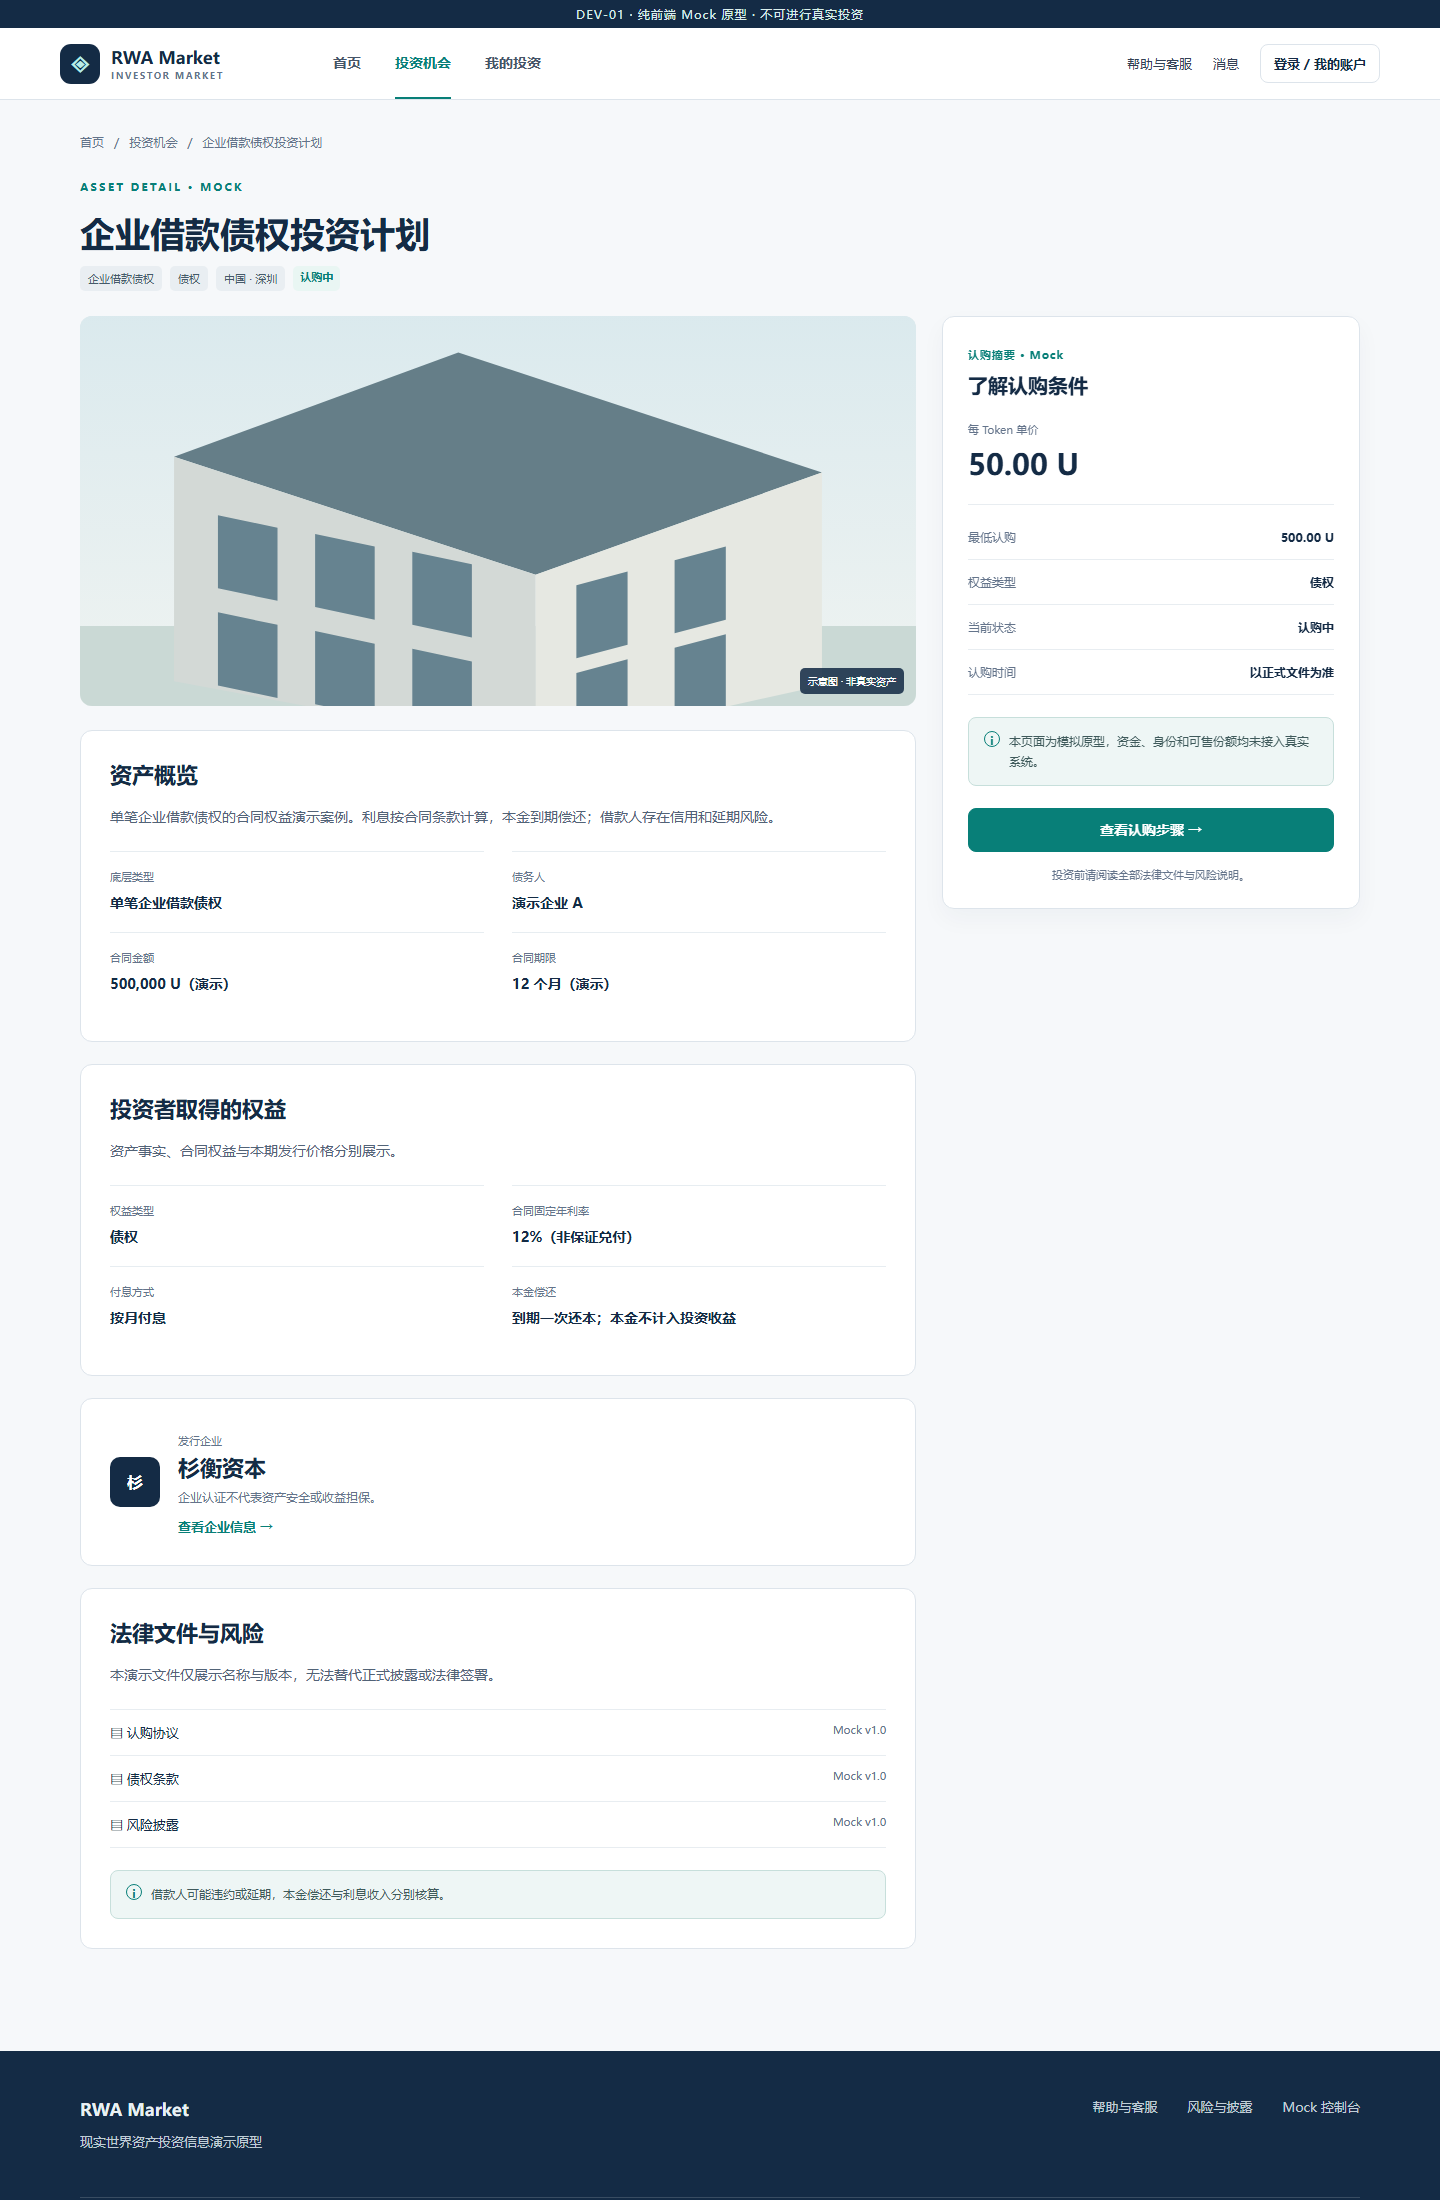 DEV-01 · 纯前端 Mock 原型 · 不可进行真实投资
RWA Market
INVESTOR MARKET
首页
投资机会
我的投资
帮助与客服
消息
登录 / 我的账户
首页 / 投资机会 / 企业借款债权投资计划
ASSET DETAIL • MOCK
企业借款债权投资计划
企业借款债权
债权
中国 · 深圳
认购中
示意图 · 非真实资产
认购摘要 • Mock
了解认购条件
每 Token 单价
50.00 U
最低认购 500.00 U
权益类型 债权
当前状态 认购中
认购时间 以正式文件为准
本页面为模拟原型，资金、身份和可售份额均未接入真实
系统。
查看认购步骤 →
投资前请阅读全部法律文件与风险说明。
资产概览
单笔企业借款债权的合同权益演示案例。利息按合同条款计算，本金到期偿还；借款人存在信用和延期风险。
底层类型
单笔企业借款债权
债务人
演示企业 A
合同金额
500,000 U（演示）
合同期限
12 个月（演示）
投资者取得的权益
资产事实、合同权益与本期发行价格分别展示。
权益类型
债权
合同固定年利率
12%（非保证兑付）
付息方式
按月付息
本金偿还
到期一次还本；本金不计入投资收益
杉
发行企业
杉衡资本
企业认证不代表资产安全或收益担保。
查看企业信息 →
法律文件与风险
本演示文件仅展示名称与版本，无法替代正式披露或法律签署。
认购协议 Mock v1.0
债权条款 Mock v1.0
风险披露 Mock v1.0
借款人可能违约或延期，本金偿还与利息收入分别核算。
RWA Market
现实世界资产投资信息演示原型
帮助与客服
风险与披露
Mock 控制台